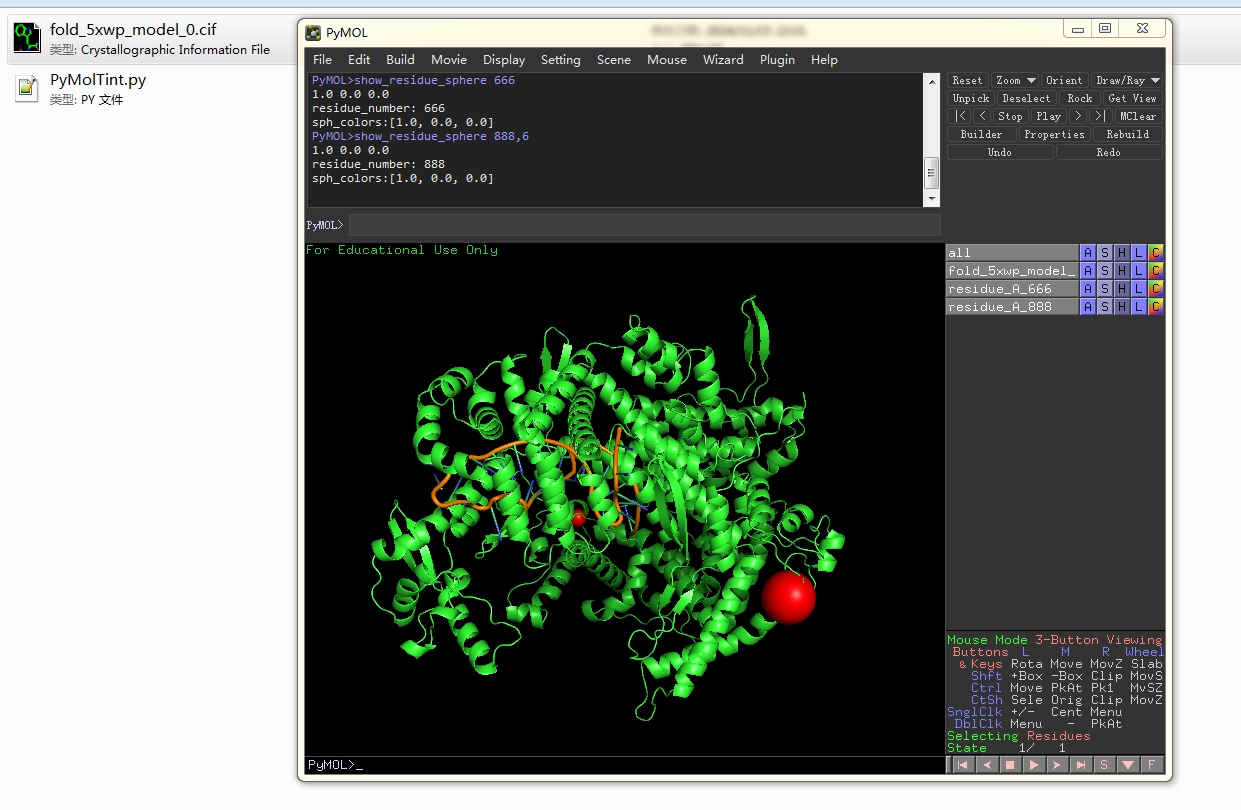 fold_5xwp_model_0.cif
类型: Crystallographic Information File
PyMolTint.py
类型: PY 文件
PyMOL
File Edit Build Movie Display Setting Scene Mouse Wizard Plugin Help
PyMOL>show_residue_sphere 666
1.0 0.0 0.0
residue_number: 666
sph_colors:[1.0, 0.0, 0.0]
PyMOL>show_residue_sphere 888,6
1.0 0.0 0.0
residue_number: 888
sph_colors:[1.0, 0.0, 0.0]
PyMOL>
Reset Zoom Orient Draw/Ray
Unpick Deselect Rock Get View
|< < Stop Play > >| MClear
Builder Properties Rebuild
Undo Redo
For Educational Use Only
all A S H L C
fold_5xwp_model_ A S H L C
residue_A_666 A S H L C
residue_A_888 A S H L C
Mouse Mode 3-Button Viewing
Buttons L M R Wheel
& Keys Rota Move MovZ Slab
Shft +Box -Box Clip MovS
Ctrl Move PkAt Pk1 MvSZ
CtSh Sele Orig Clip MovZ
SnglClk +/- Cent Menu
DblClk Menu - PkAt
Selecting Residues
State 1/ 1
PyMOL>_
S F